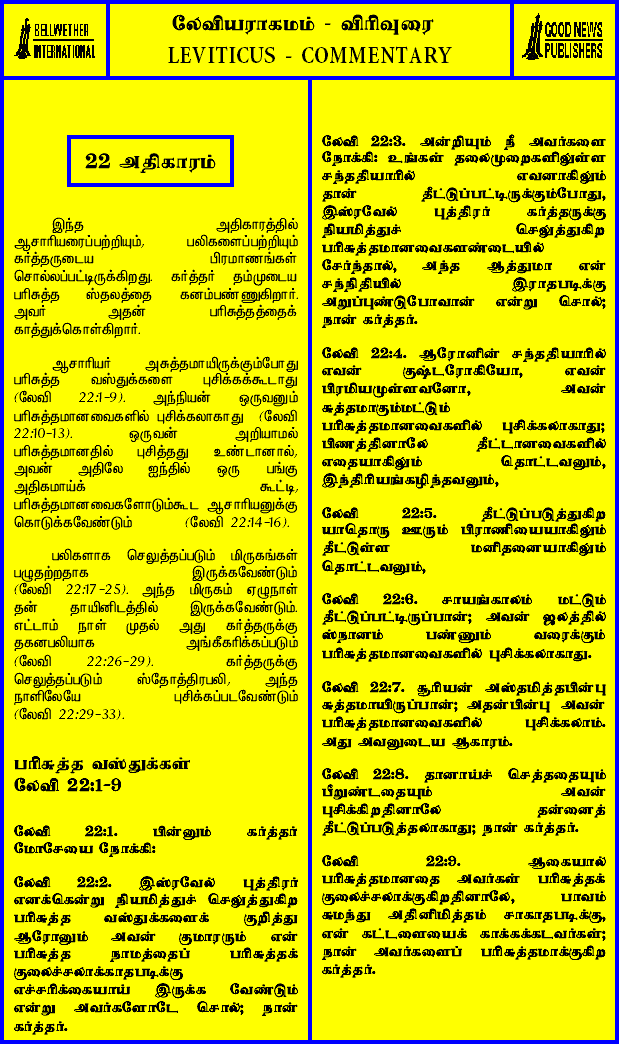 BELLWETHER
INTERNATIONAL
லேவியராகமம் - விரிவுரை
LEVITICUS - COMMENTARY
GOOD NEWS
PUBLISHERS
22 அதிகாரம்
இந்த அதிகாரத்தில்
ஆசாரியரைப்பற்றியும், பலிகளைப்பற்றியும்
கர்த்தருடைய பிரமாணங்கள்
சொல்லப்பட்டிருக்கிறது. கர்த்தர் தம்முடைய
பரிசுத்த ஸ்தலத்தை கனம்பண்ணுகிறார்.
அவர் அதன் பரிசுத்தத்தைக்
காத்துக்கொள்கிறார்.
ஆசாரியர் அசுத்தமாயிருக்கும்போது
பரிசுத்த வஸ்துக்களை புசிக்கக்கூடாது
(லேவி 22:1-9). அந்நியன் ஒருவனும்
பரிசுத்தமானவைகளில் புசிக்கலாகாது (லேவி
22:10-13). ஒருவன் அறியாமல்
பரிசுத்தமானதில் புசித்தது உண்டானால்,
அவன் அதிலே ஐந்தில் ஒரு பங்கு
அதிகமாய்க் கூட்டி,
பரிசுத்தமானவைகளோடும்கூட ஆசாரியனுக்கு
கொடுக்கவேண்டும் (லேவி 22:14-16).
பலிகளாக செலுத்தப்படும் மிருகங்கள்
பழுதற்றதாக இருக்கவேண்டும்
(லேவி 22:17-25). அந்த மிருகம் ஏழுநாள்
தன் தாயினிடத்தில் இருக்கவேண்டும்.
எட்டாம் நாள் முதல் அது கர்த்தருக்கு
தகனபலியாக அங்கீகரிக்கப்படும்
(லேவி 22:26-29). கர்த்தருக்கு
செலுத்தப்படும் ஸ்தோத்திரபலி, அந்த
நாளிலேயே புசிக்கப்படவேண்டும்
(லேவி 22:29-33).
பரிசுத்த வஸ்துக்கள்
லேவி 22:1-9
லேவி 22:1. பின்னும் கர்த்தர்
மோசேயை நோக்கி:
லேவி 22:2. இஸ்ரவேல் புத்திரர்
எனக்கென்று நியமித்துச் செலுத்துகிற
பரிசுத்த வஸ்துக்களைக் குறித்து
ஆரோனும் அவன் குமாரரும் என்
பரிசுத்த நாமத்தைப் பரிசுத்தக்
குலைச்சலாக்காதபடிக்கு
எச்சரிக்கையாய் இருக்க வேண்டும்
என்று அவர்களோடே சொல்; நான்
கர்த்தர்.
லேவி 22:3. அன்றியும் நீ அவர்களை
நோக்கி: உங்கள் தலைமுறைகளிலுள்ள
சந்ததியாரில் எவனாகிலும்
தான் தீட்டுப்பட்டிருக்கும்போது,
இஸ்ரவேல் புத்திரர் கர்த்தருக்கு
நியமித்துச் செலுத்துகிற
பரிசுத்தமானவைகளண்டையில்
சேர்ந்தால், அந்த ஆத்துமா என்
சந்நிதியில் இராதபடிக்கு
அறுப்புண்டுபோவான் என்று சொல்;
நான் கர்த்தர்.
லேவி 22:4. ஆரோனின் சந்ததியாரில்
எவன் குஷ்டரோகியோ, எவன்
பிரமியமுள்ளவனோ, அவன்
சுத்தமாகும்மட்டும்
பரிசுத்தமானவைகளில் புசிக்கலாகாது;
பிணத்தினாலே தீட்டானவைகளில்
எதையாகிலும் தொட்டவனும்,
இந்திரியங்கழிந்தவனும்,
லேவி 22:5. தீட்டுப்படுத்துகிற
யாதொரு ஊரும் பிராணியையாகிலும்
தீட்டுள்ள மனிதனையாகிலும்
தொட்டவனும்,
லேவி 22:6. சாயங்காலம் மட்டும்
தீட்டுப்பட்டிருப்பான்; அவன் ஜலத்தில்
ஸ்நானம் பண்ணும் வரைக்கும்
பரிசுத்தமானவைகளில் புசிக்கலாகாது.
லேவி 22:7. சூரியன் அஸ்தமித்தபின்பு
சுத்தமாயிருப்பான்; அதன்பின்பு அவன்
பரிசுத்தமானவைகளில் புசிக்கலாம்.
அது அவனுடைய ஆகாரம்.
லேவி 22:8. தானாய்ச் செத்ததையும்
பீறுண்டதையும் அவன்
புசிக்கிறதினாலே தன்னைத்
தீட்டுப்படுத்தலாகாது; நான் கர்த்தர்.
லேவி 22:9. ஆகையால்
பரிசுத்தமானதை அவர்கள் பரிசுத்தக்
குலைச்சலாக்குகிறதினாலே, பாவம்
சுமந்து அதினிமித்தம் சாகாதபடிக்கு,
என் கட்டளையைக் காக்கக்கடவர்கள்;
நான் அவர்களைப் பரிசுத்தமாக்குகிற
கர்த்தர்.